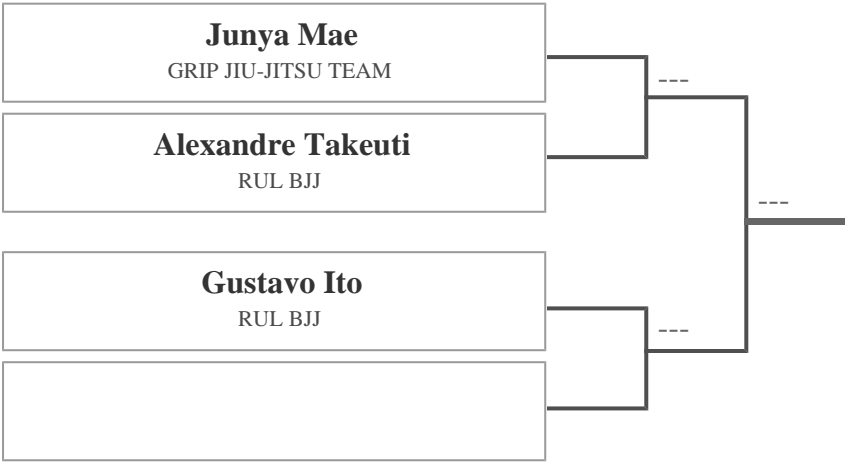 Junya Mae
GRIP JIU-JITSU TEAM
---
Alexandre Takeuti
RUL BJJ
---
Gustavo Ito
RUL BJJ
---